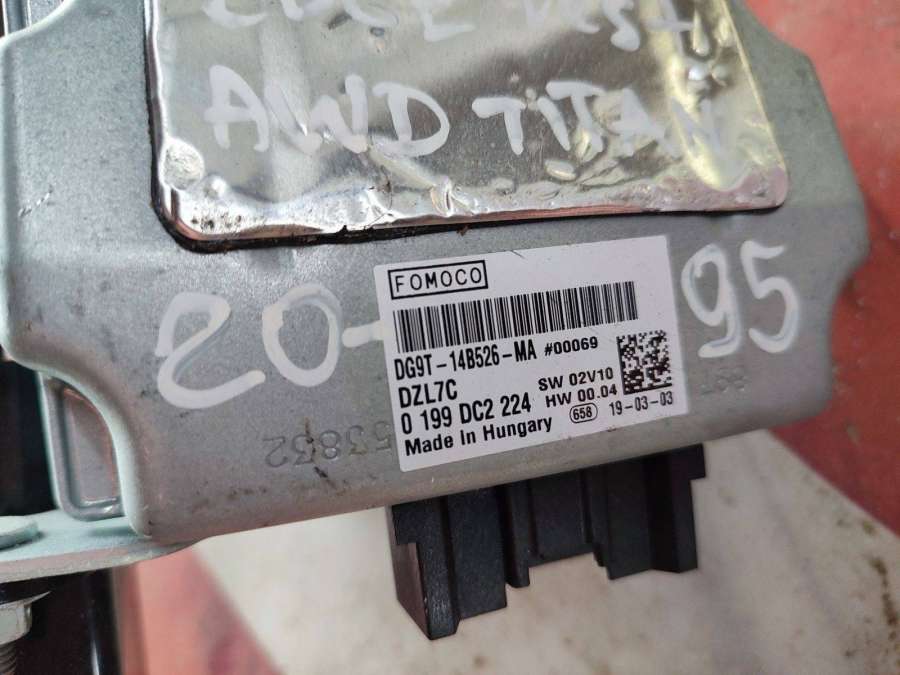 AWD TITAN
20-
95
FOMOCO
DG9T-14B526-MA #00069
DZL7C
SW 02V10
0 199 DC2 224
HW 00.04
Made In Hungary
658 19-03-03
53832